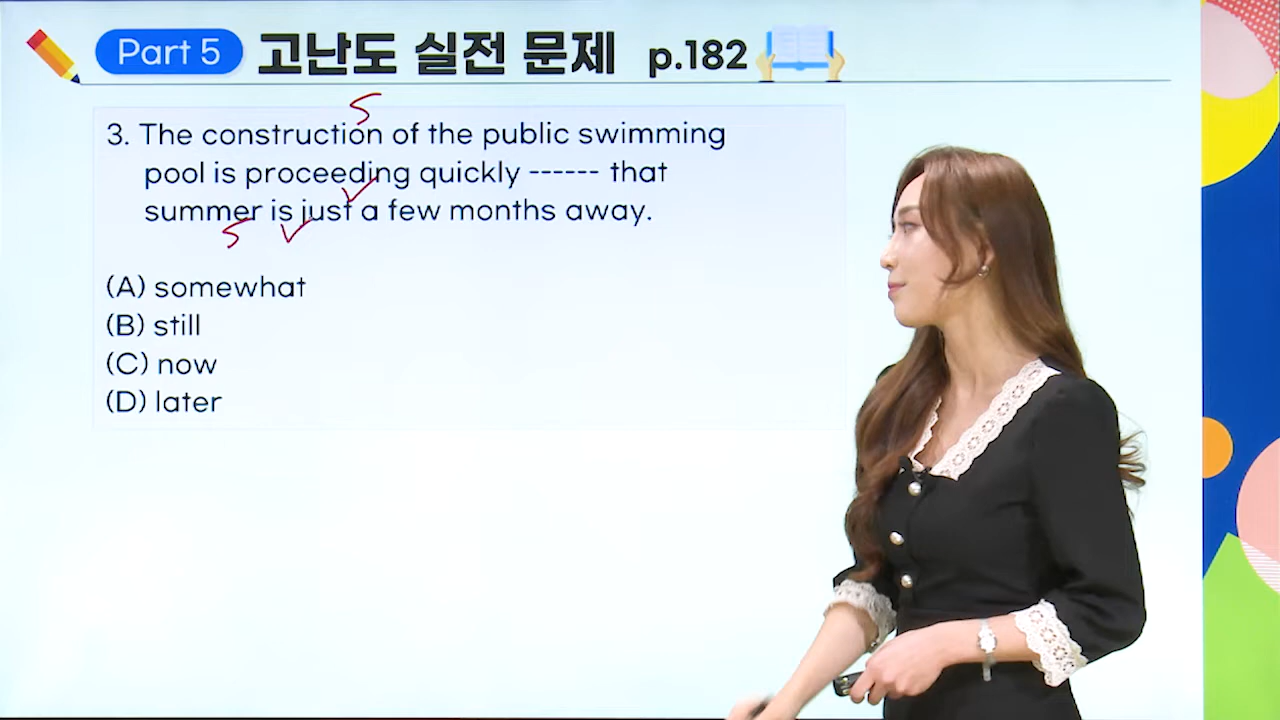 Part 5 고난도 실전 문제 p.182
S
3. The construction of the public swimming
pool is proceeding quickly ------ that
summer is just a few months away.
S
(A) somewhat
(B) still
(C) now
(D) later